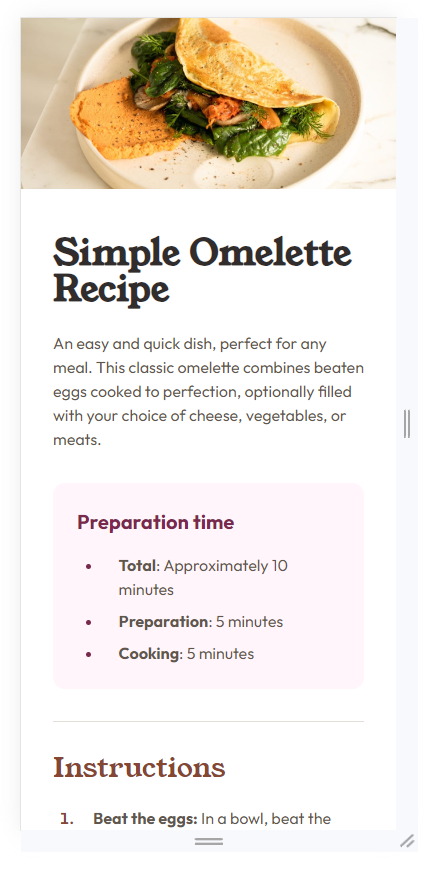 Simple Omelette
Recipe
An easy and quick dish, perfect for any
meal. This classic omelette combines beaten
eggs cooked to perfection, optionally filled
with your choice of cheese, vegetables, or
meats.
Preparation time
• Total: Approximately 10
minutes
• Preparation: 5 minutes
• Cooking: 5 minutes
Instructions
1. Beat the eggs: In a bowl, beat the